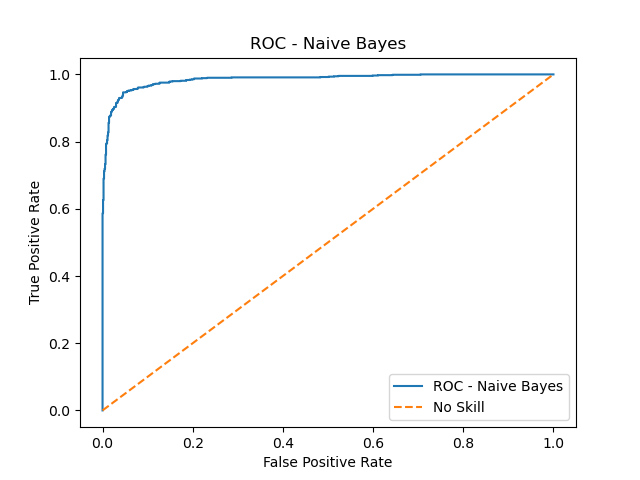 ROC - Naive Bayes
1.0
0.8
0.6
0.4
0.2
0.0
True Positive Rate
0.0 0.2 0.4 0.6 0.8 1.0
False Positive Rate
ROC - Naive Bayes
No Skill